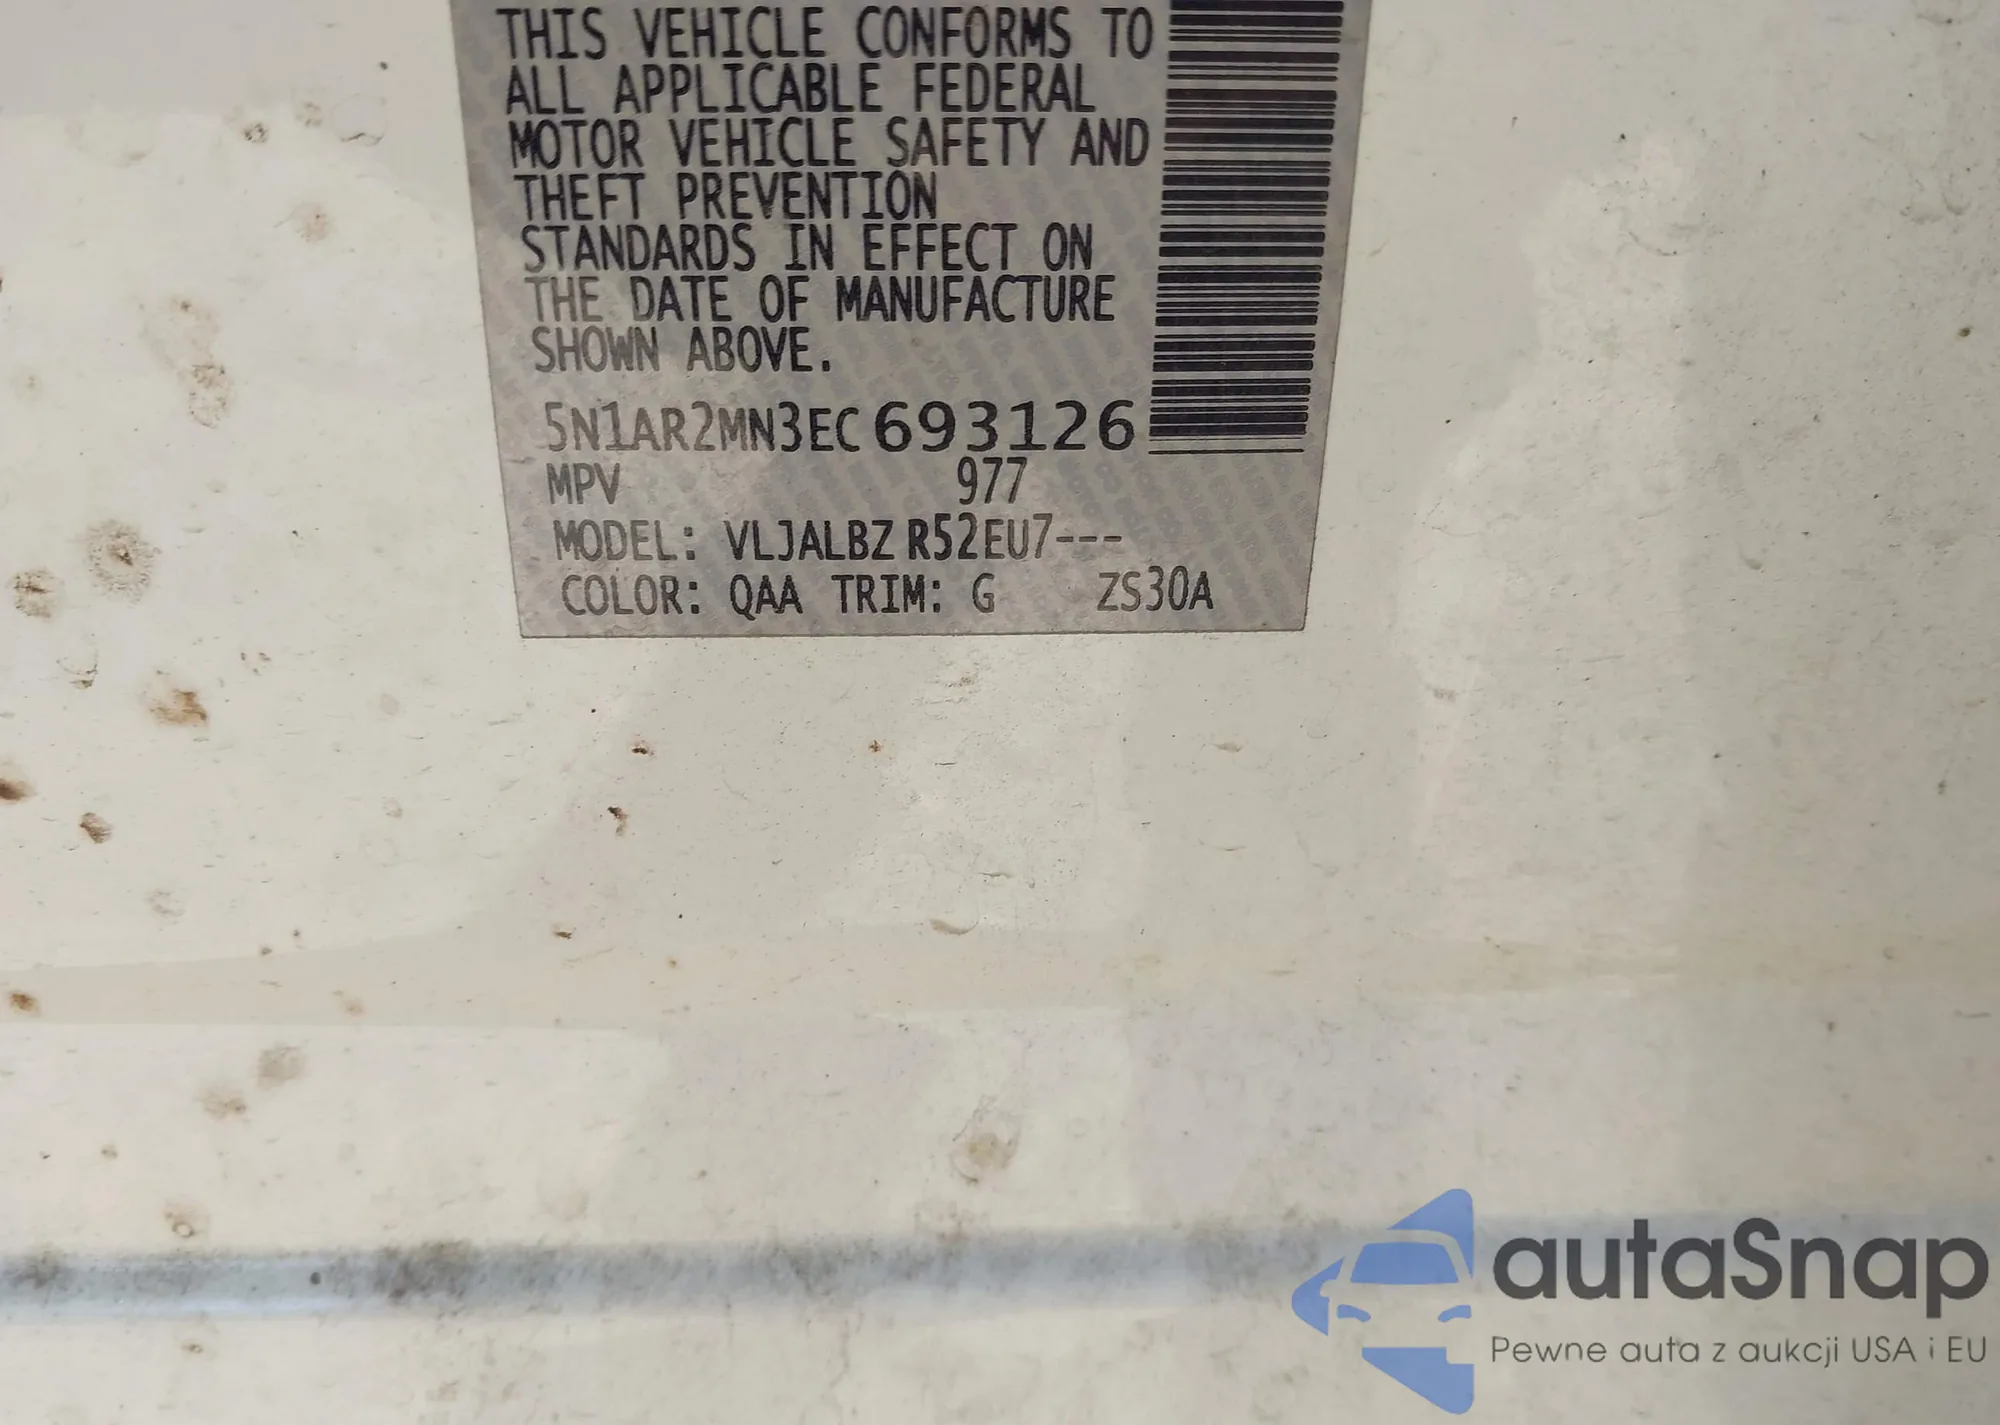 THIS VEHICLE CONFORMS TO
ALL APPLICABLE FEDERAL
MOTOR VEHICLE SAFETY AND
THEFT PREVENTION
STANDARDS IN EFFECT ON
THE DATE OF MANUFACTURE
SHOWN ABOVE.
5N1AR2MN3EC693126
MPV 977
MODEL: VLJALBZ R52EU7---
COLOR: QAA TRIM: G ZS30A
autaSnap
Pewne auta z aukcji USA i EU